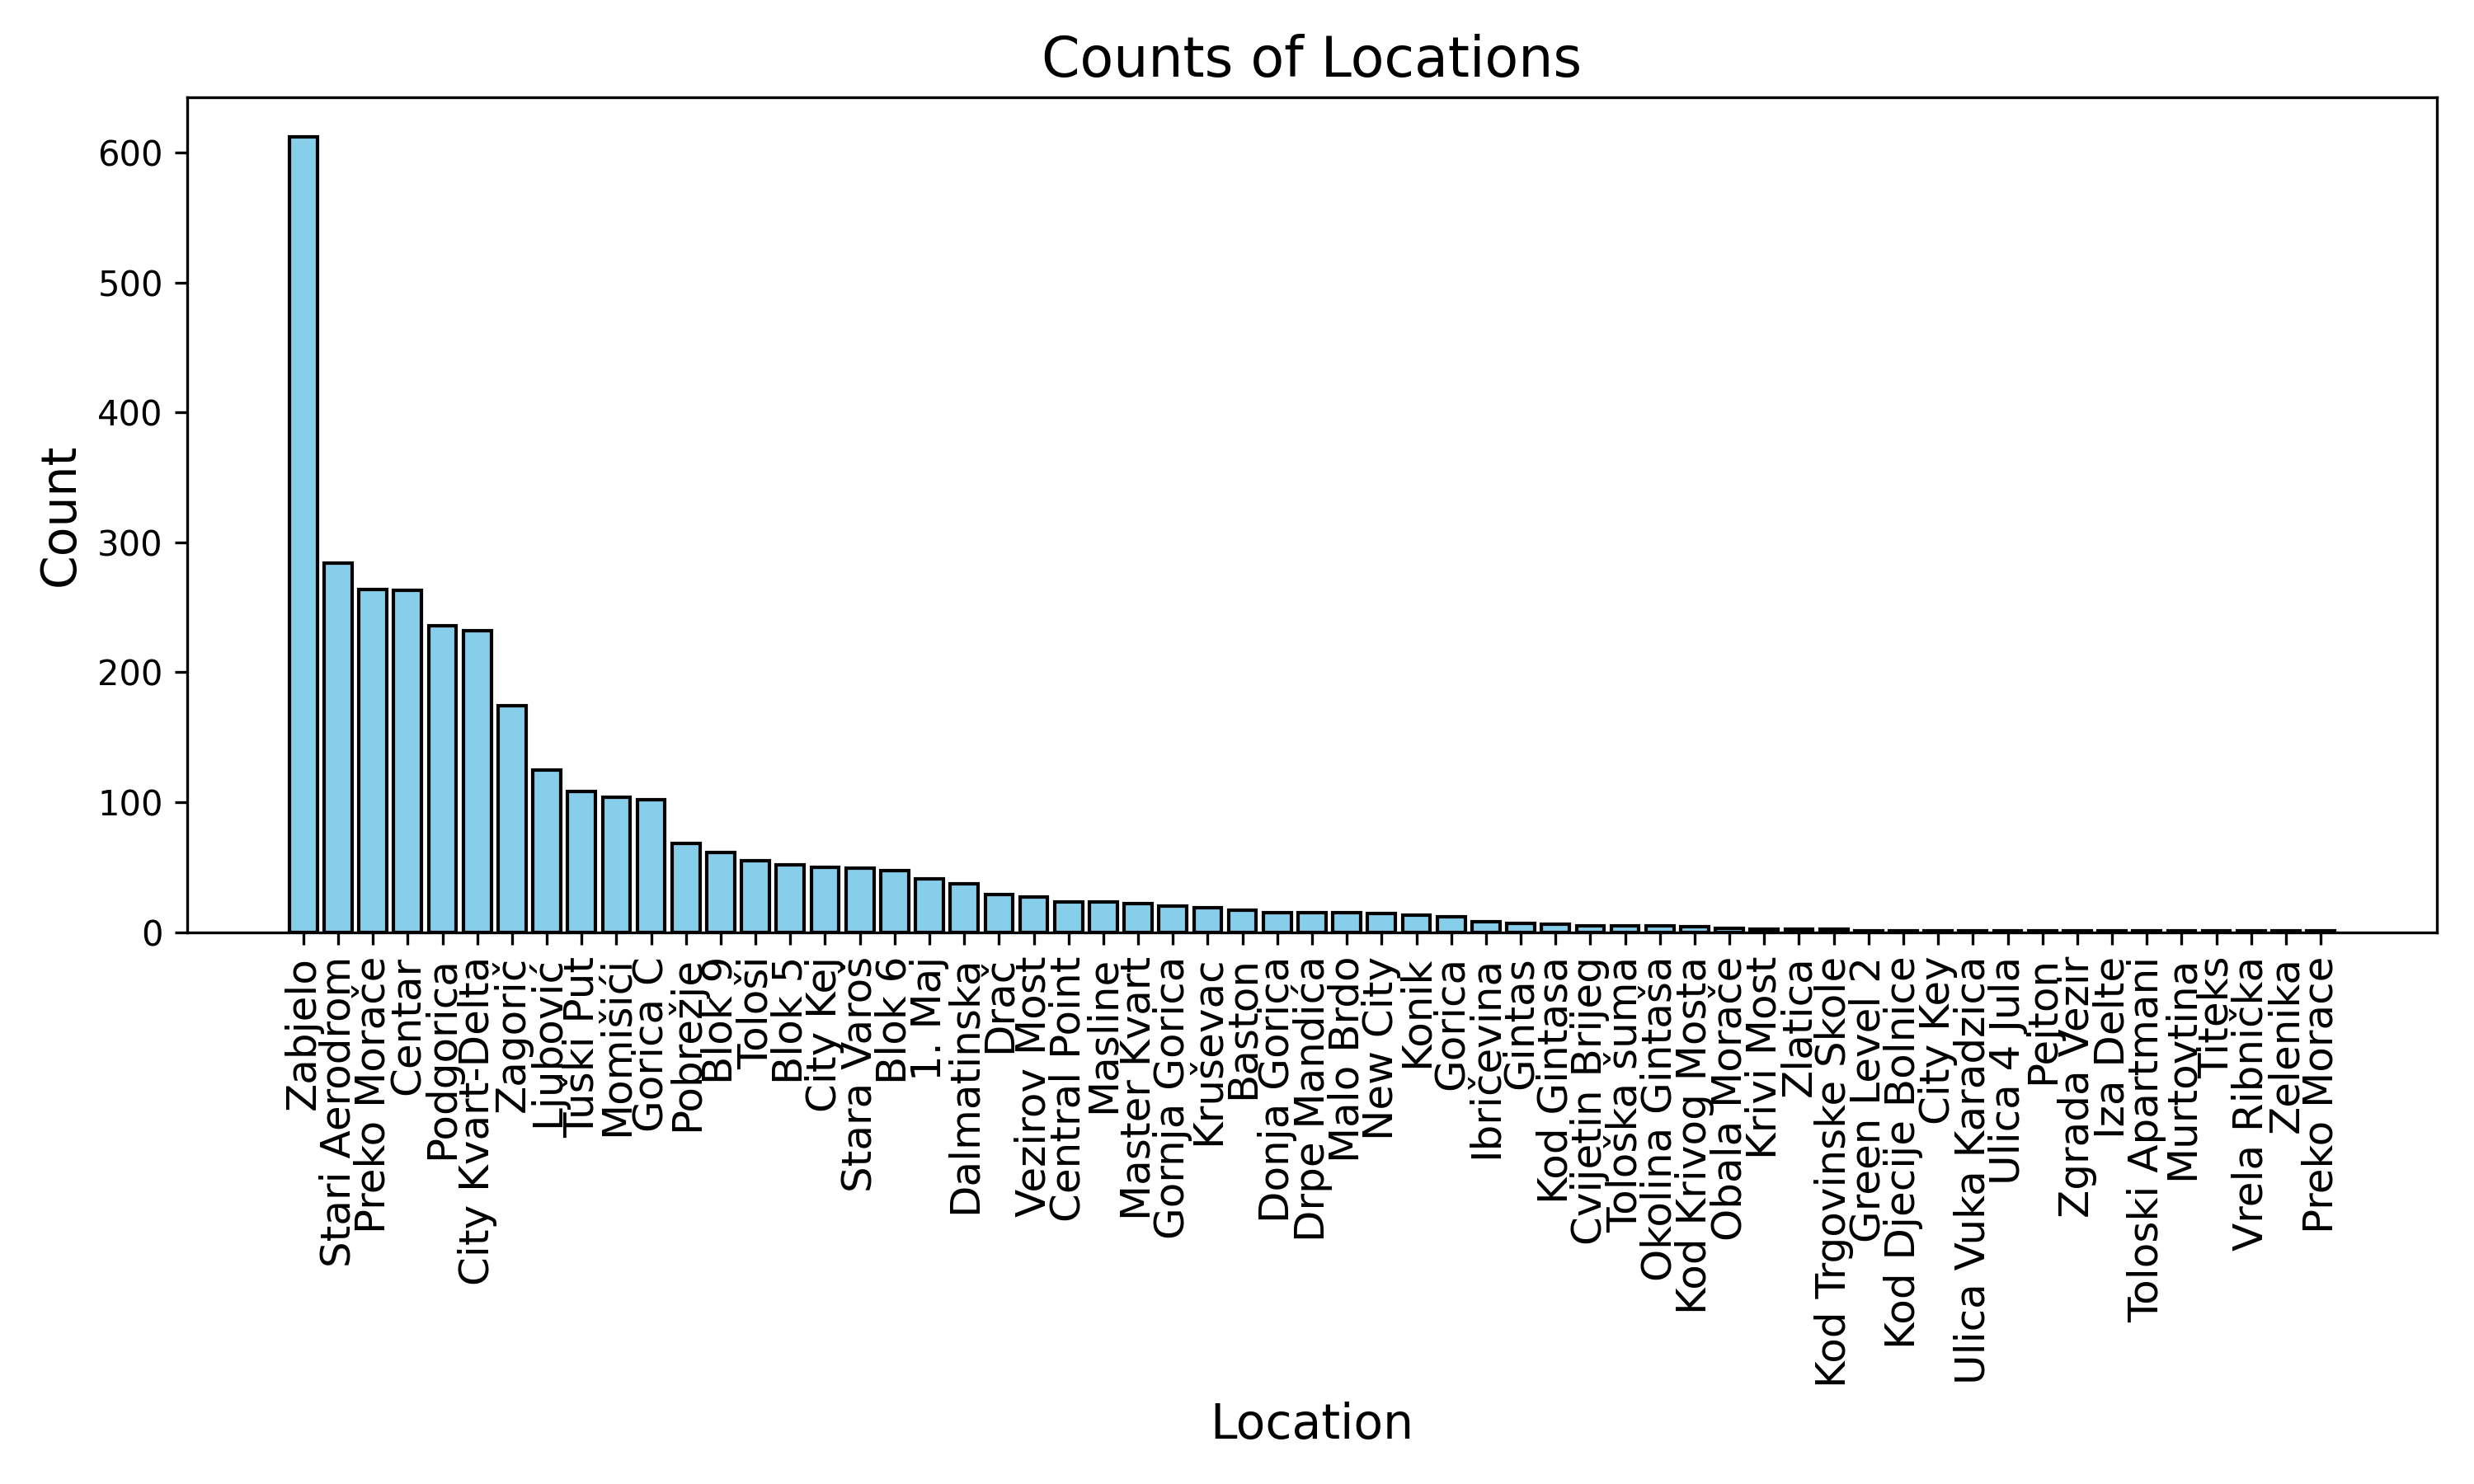 Counts of Locations
Count
600
500
400
300
200
100
0
Zabjelo
Stari Aerodrom
Preko Morače
Centar
Podgorica
City Kvart-Delta
Zagorič
Ljubović
Tuški Put
Momišići
Gorica C
Pobrežje
Blok 9
Tološi
Blok 5
City Kej
Stara Varoš
Blok 6
1. Maj
Dalmatinska
Drač
Vezirov Most
Central Point
Masline
Master Kvart
Gornja Gorica
Kruševac
Baston
Donja Gorica
Drpe Mandića
Malo Brdo
New City
Konik
Gorica
Ibričevina
Gintas
Kod Gintasa
Cvijetin Brijeg
Tološka šuma
Okolina Gintaša
Kod Krivog Mosta
Obala Morače
Krivi Most
Zlatica
Kod Trgovinske Skole
Green Level 2
Kod Djecije Bolnice
City Key
Ulica Vuka Karadzica
Ulica 4 Jula
Pejton
Zgrada Vezir
Iza Delte
Toloski Apartmani
Murtovtina
Titeks
Vrela Ribnička
Zelenika
Preko Morace
Location